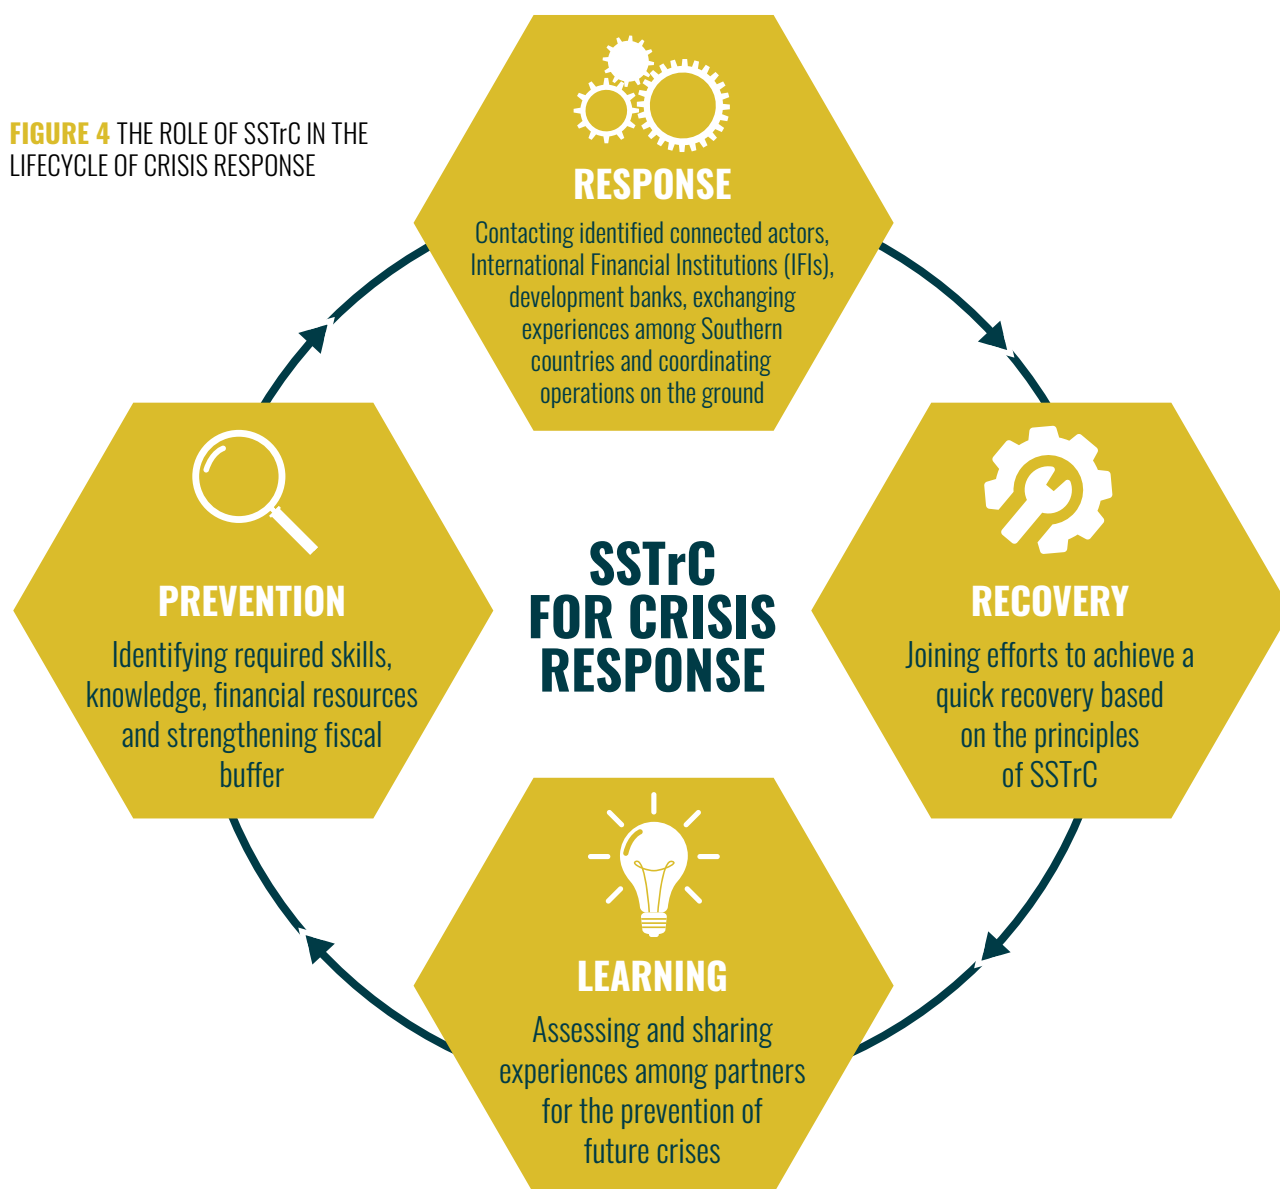 FIGURE 4 THE ROLE OF SSTrC IN THE
LIFECYCLE OF CRISIS RESPONSE
RESPONSE
Contacting identified connected actors,
International Financial Institutions (IFIs),
development banks, exchanging
experiences among Southern
countries and coordinating
operations on the ground
PREVENTION
Identifying required skills,
knowledge, financial resources
and strengthening fiscal
buffer
SSTrC
FOR CRISIS
RESPONSE
RECOVERY
Joining efforts to achieve a
quick recovery based
on the principles
of SSTrC
LEARNING
Assessing and sharing
experiences among partners
for the prevention of
future crises